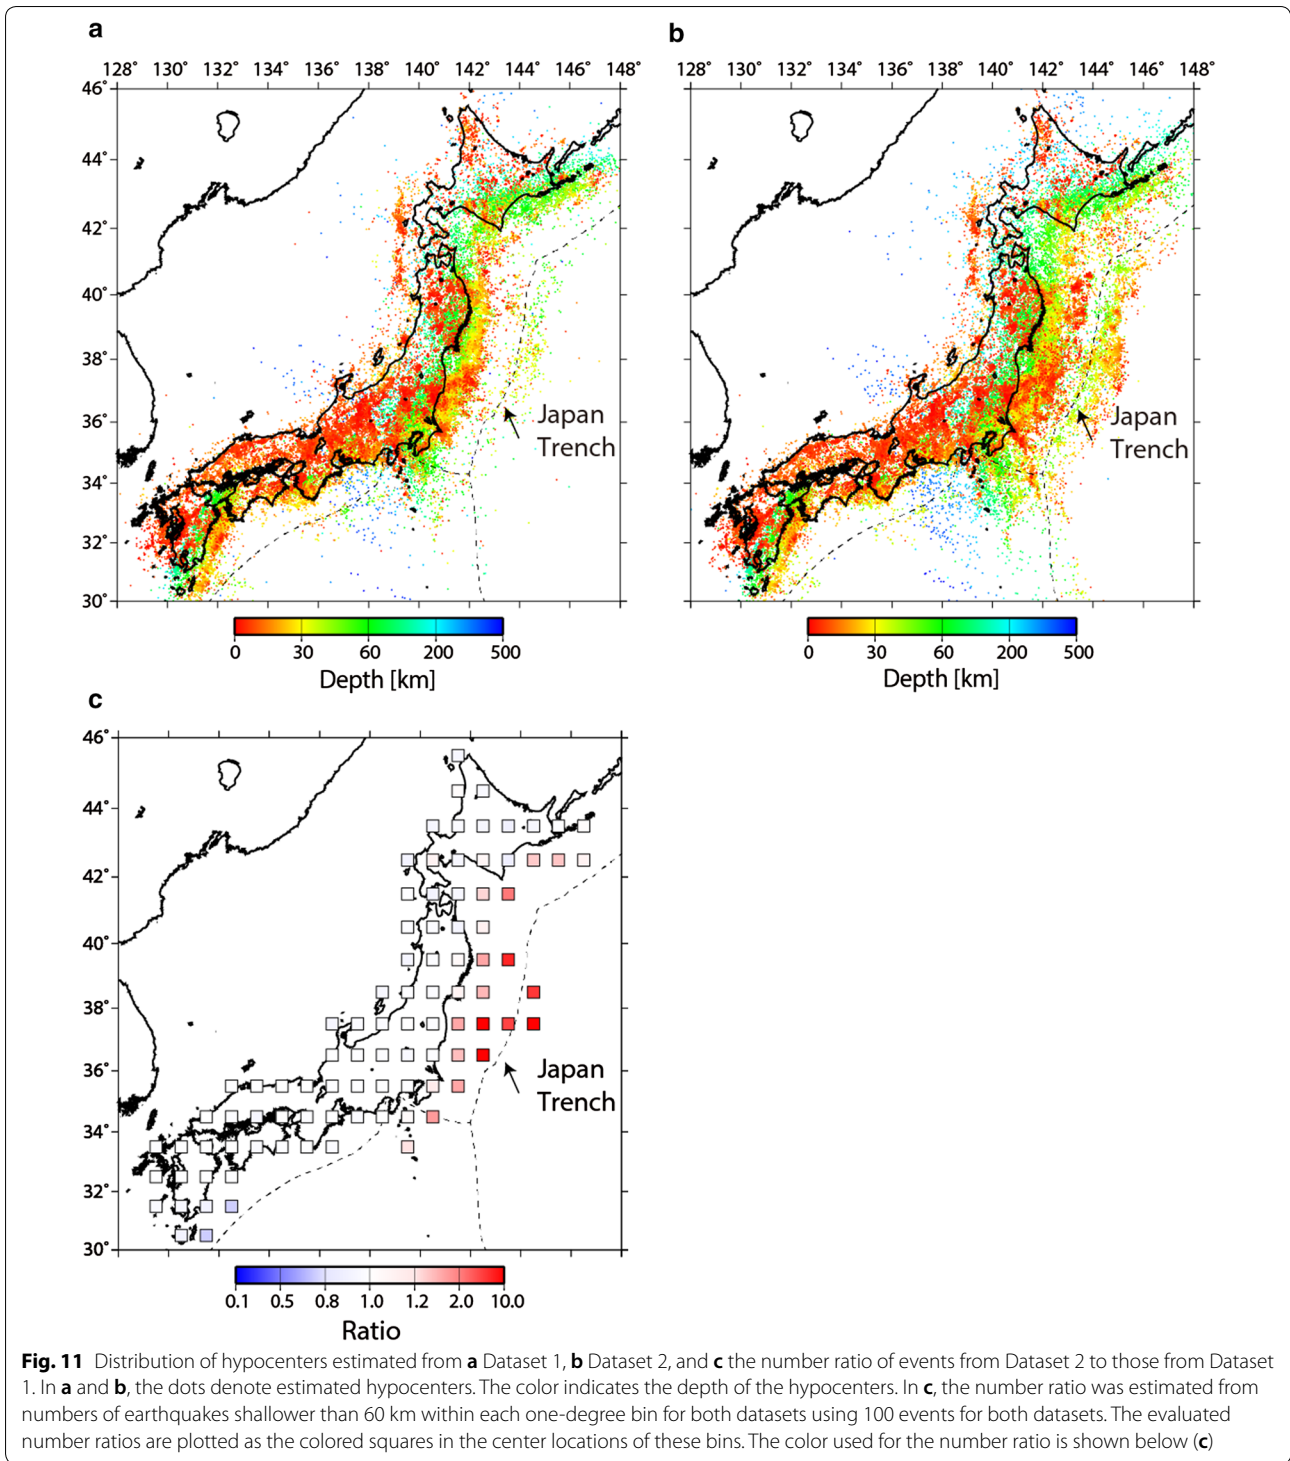 a
128° 130° 132° 134° 136° 138° 140° 142° 144° 146° 148°
46°
44°
42°
40°
38°
36°
34°
32°
30°
Japan
Trench
0 30 60 200 500
Depth [km]
b
128° 130° 132° 134° 136° 138° 140° 142° 144° 146° 148°
Japan
Trench
0 30 60 200 500
Depth [km]
c
46°
44°
42°
40°
38°
36°
34°
32°
30°
Japan
Trench
0.1 0.5 0.8 1.0 1.2 2.0 10.0
Ratio
Fig. 11 Distribution of hypocenters estimated from a Dataset 1, b Dataset 2, and c the number ratio of events from Dataset 2 to those from Dataset
1. In a and b, the dots denote estimated hypocenters. The color indicates the depth of the hypocenters. In c, the number ratio was estimated from
numbers of earthquakes shallower than 60 km within each one-degree bin for both datasets using 100 events for both datasets. The evaluated
number ratios are plotted as the colored squares in the center locations of these bins. The color used for the number ratio is shown below (c)